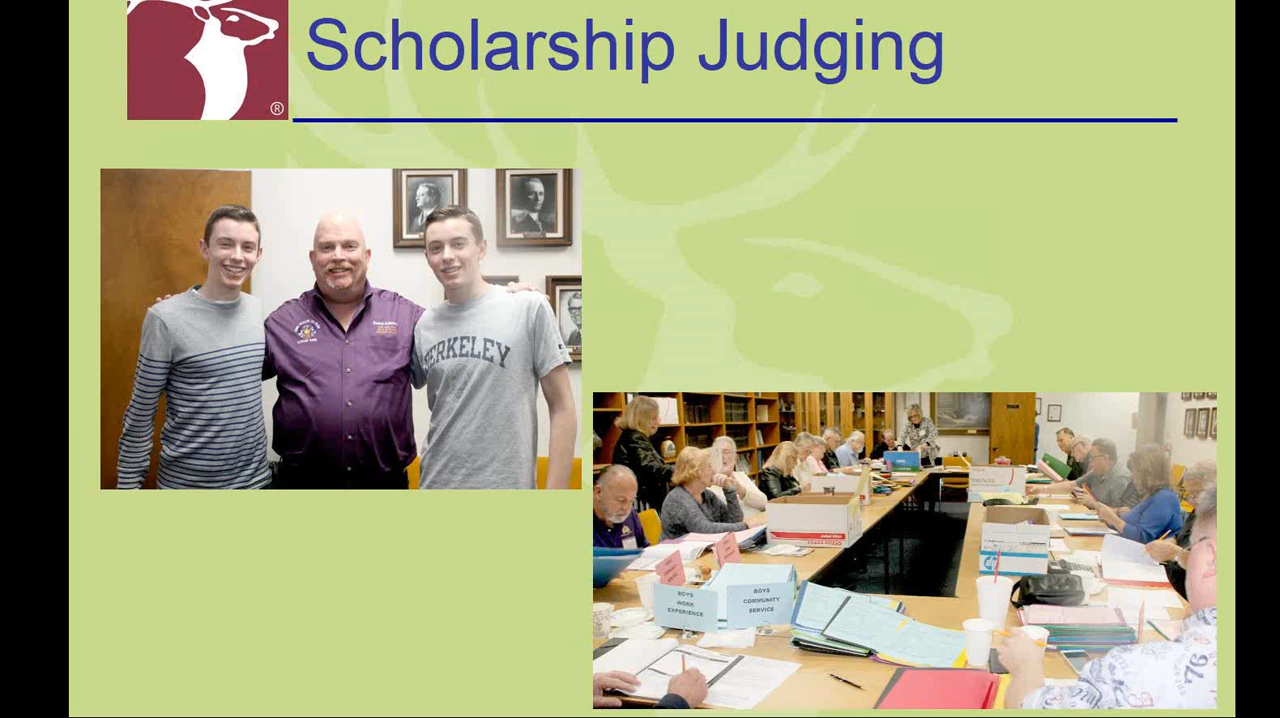 Scholarship Judging
®
BERKELEY
BOYS
WORK
EXPERIENCE
BOYS
COMMUNITY
SERVICE